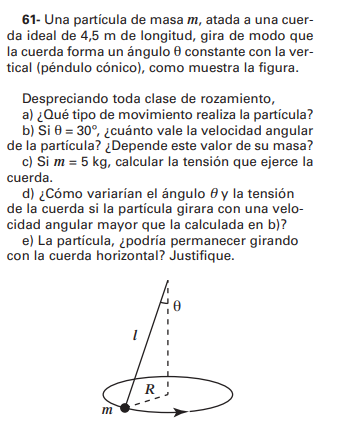 61- Una partícula de masa m, atada a una cuer-
da ideal de 4,5 m de longitud, gira de modo que
la cuerda forma un ángulo θ constante con la ver-
tical (péndulo cónico), como muestra la figura.
Despreciando toda clase de rozamiento,
a) ¿Qué tipo de movimiento realiza la partícula?
b) Si θ = 30º, ¿cuánto vale la velocidad angular
de la partícula? ¿Depende este valor de su masa?
c) Si m = 5 kg, calcular la tensión que ejerce la
cuerda.
d) ¿Cómo variarían el ángulo θ y la tensión
de la cuerda si la partícula girara con una velo-
cidad angular mayor que la calculada en b)?
e) La partícula, ¿podría permanecer girando
con la cuerda horizontal? Justifique.
θ
l
R
m